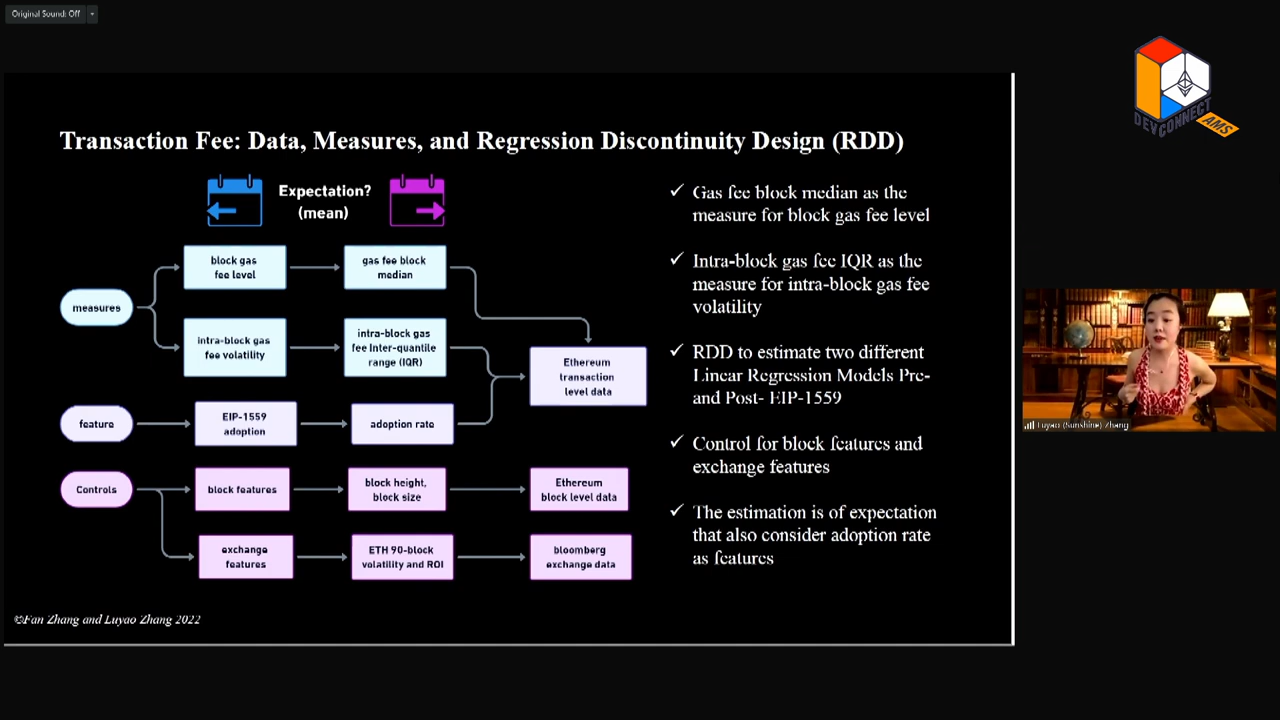 Original Sound: Off
DEVCONNECT
AMS
Transaction Fee: Data, Measures, and Regression Discontinuity Design (RDD)
Expectation?
(mean)
measures
block gas
fee level
gas fee block
median
intra-block gas
fee volatility
intra-block gas
fee Inter-quantile
range (IQR)
Ethereum
transaction
level data
feature
EIP-1559
adoption
adoption rate
Controls
block features
block height,
block size
Ethereum
block level data
exchange
features
ETH 90-block
volatility and ROI
bloomberg
exchange data
✓ Gas fee block median as the
measure for block gas fee level
✓ Intra-block gas fee IQR as the
measure for intra-block gas fee
volatility
✓ RDD to estimate two different
Linear Regression Models Pre-
and Post- EIP-1559
✓ Control for block features and
exchange features
✓ The estimation is of expectation
that also consider adoption rate
as features
©Fan Zhang and Luyao Zhang 2022
Luyao (Sunshine) Zhang